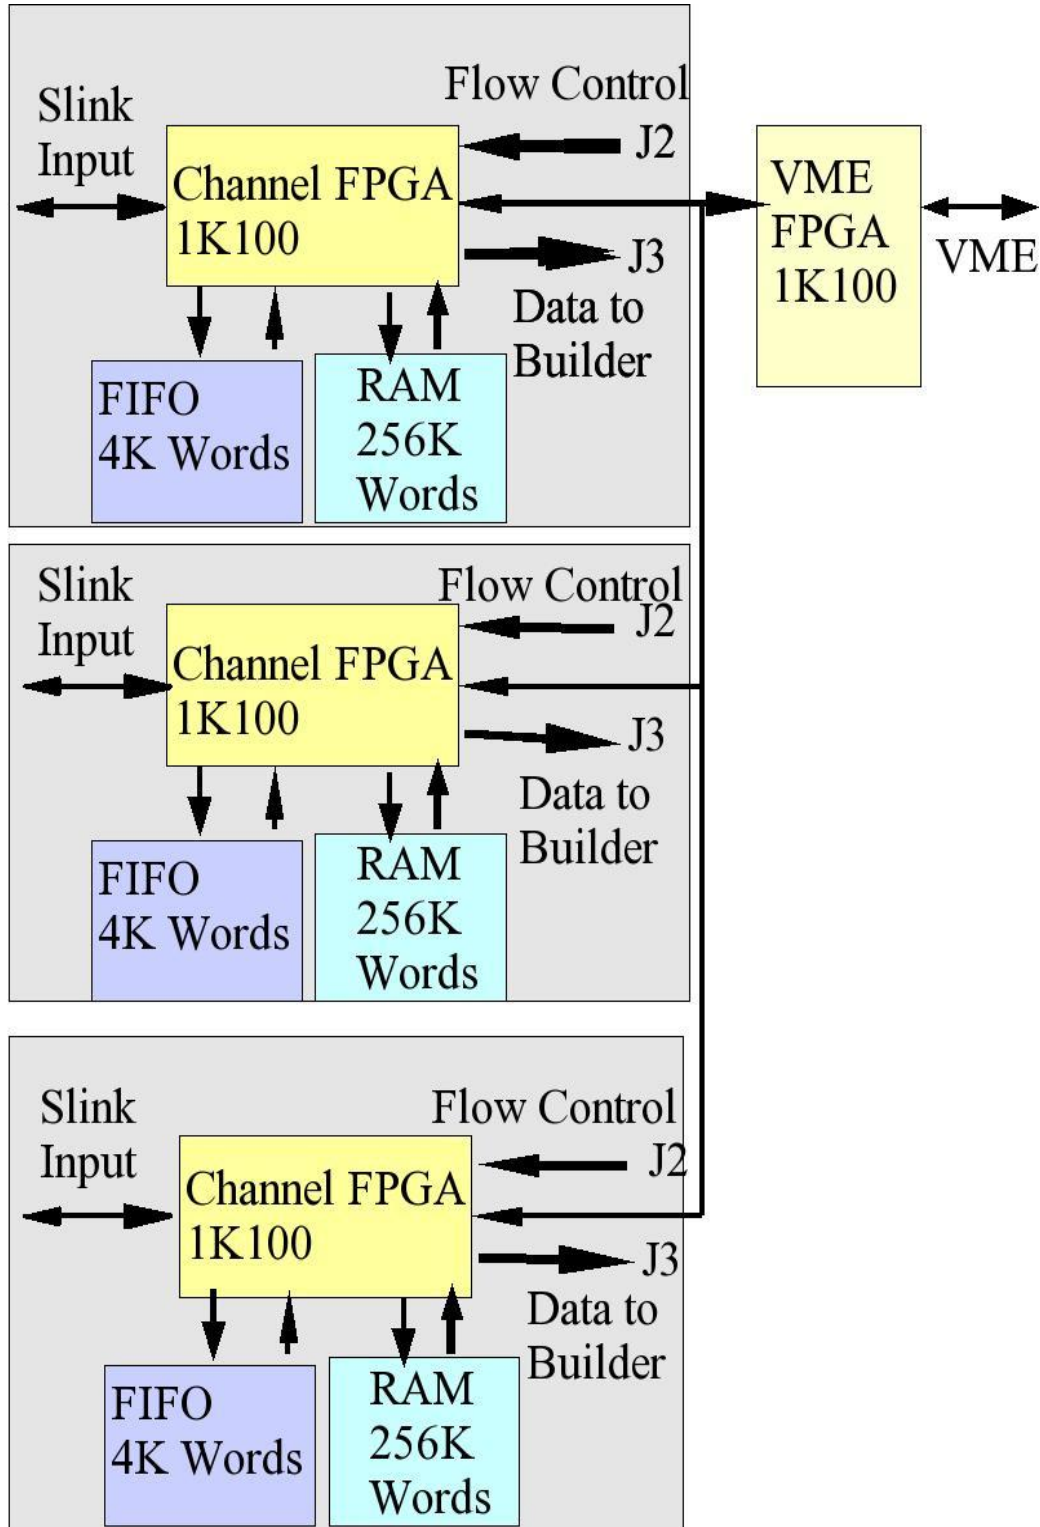 Flow Control
Slink
Input
J2
Channel FPGA
1K100
J3
Data to
Builder
FIFO
4K Words
RAM
256K
Words
VME
FPGA
1K100
VME
Slink
Input
Flow Control
J2
Channel FPGA
1K100
J3
Data to
Builder
FIFO
4K Words
RAM
256K
Words
Slink
Input
Flow Control
J2
Channel FPGA
1K100
J3
Data to
Builder
FIFO
4K Words
RAM
256K
Words